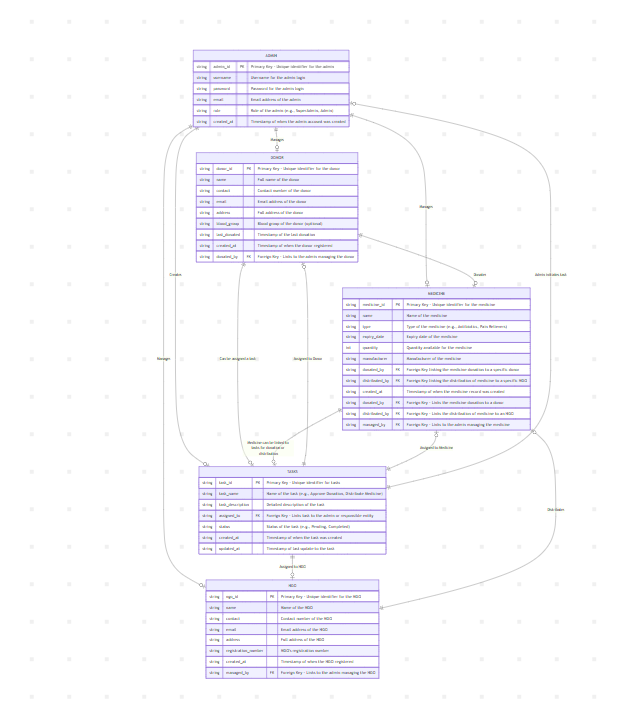 ADMIN
string admin_id PK Primary Key - Unique identifier for the admin
string username Username for the admin login
string password Password for the admin login
string email Email address of the admin
string role Role of the admin (e.g., SuperAdmin, Admin)
string created_at Timestamp of when the admin account was created
Manages
DONOR
string donor_id PK Primary Key - Unique identifier for the donor
string name Full name of the donor
string contact Contact number of the donor
string email Email address of the donor
string address Full address of the donor
string blood_group Blood group of the donor (optional)
string last_donated Timestamp of the last donation
string created_at Timestamp of when the donor registered
string donated_by FK Foreign Key - Links to the admin managing the donor
Manages
Creates
Donates
Admin initiates task
MEDICINE
string medicine_id PK Primary Key - Unique identifier for the medicine
string name Name of the medicine
string type Type of the medicine (e.g., Antibiotics, Pain Relievers)
string expiry_date Expiry date of the medicine
int quantity Quantity available for the medicine
string manufacturer Manufacturer of the medicine
string donated_by FK Foreign Key linking the medicine donation to a specific donor
string distributed_by FK Foreign Key linking the distribution of medicine to a specific NGO
string created_at Timestamp of when the medicine record was created
string donated_by FK Foreign Key - Links the medicine donation to a donor
string distributed_by FK Foreign Key - Links the distribution of medicine to an NGO
string managed_by FK Foreign Key - Links to the admin managing the medicine
Manages
Can be assigned a task
Assigned to Donor
Medicine can be linked to
tasks for donation or
distribution
Assigned to Medicine
TASKS
string task_id PK Primary Key - Unique identifier for tasks
string task_name Name of the task (e.g., Approve Donation, Distribute Medicine)
string task_description Detailed description of the task
string assigned_to FK Foreign Key - Links task to the admin or responsible entity
string status Status of the task (e.g., Pending, Completed)
string created_at Timestamp of when the task was created
string updated_at Timestamp of last update to the task
Distributes
Assigned to NGO
NGO
string ngo_id PK Primary Key - Unique identifier for the NGO
string name Name of the NGO
string contact Contact number of the NGO
string email Email address of the NGO
string address Full address of the NGO
string registration_number NGO's registration number
string created_at Timestamp of when the NGO registered
string managed_by FK Foreign Key - Links to the admin managing the NGO